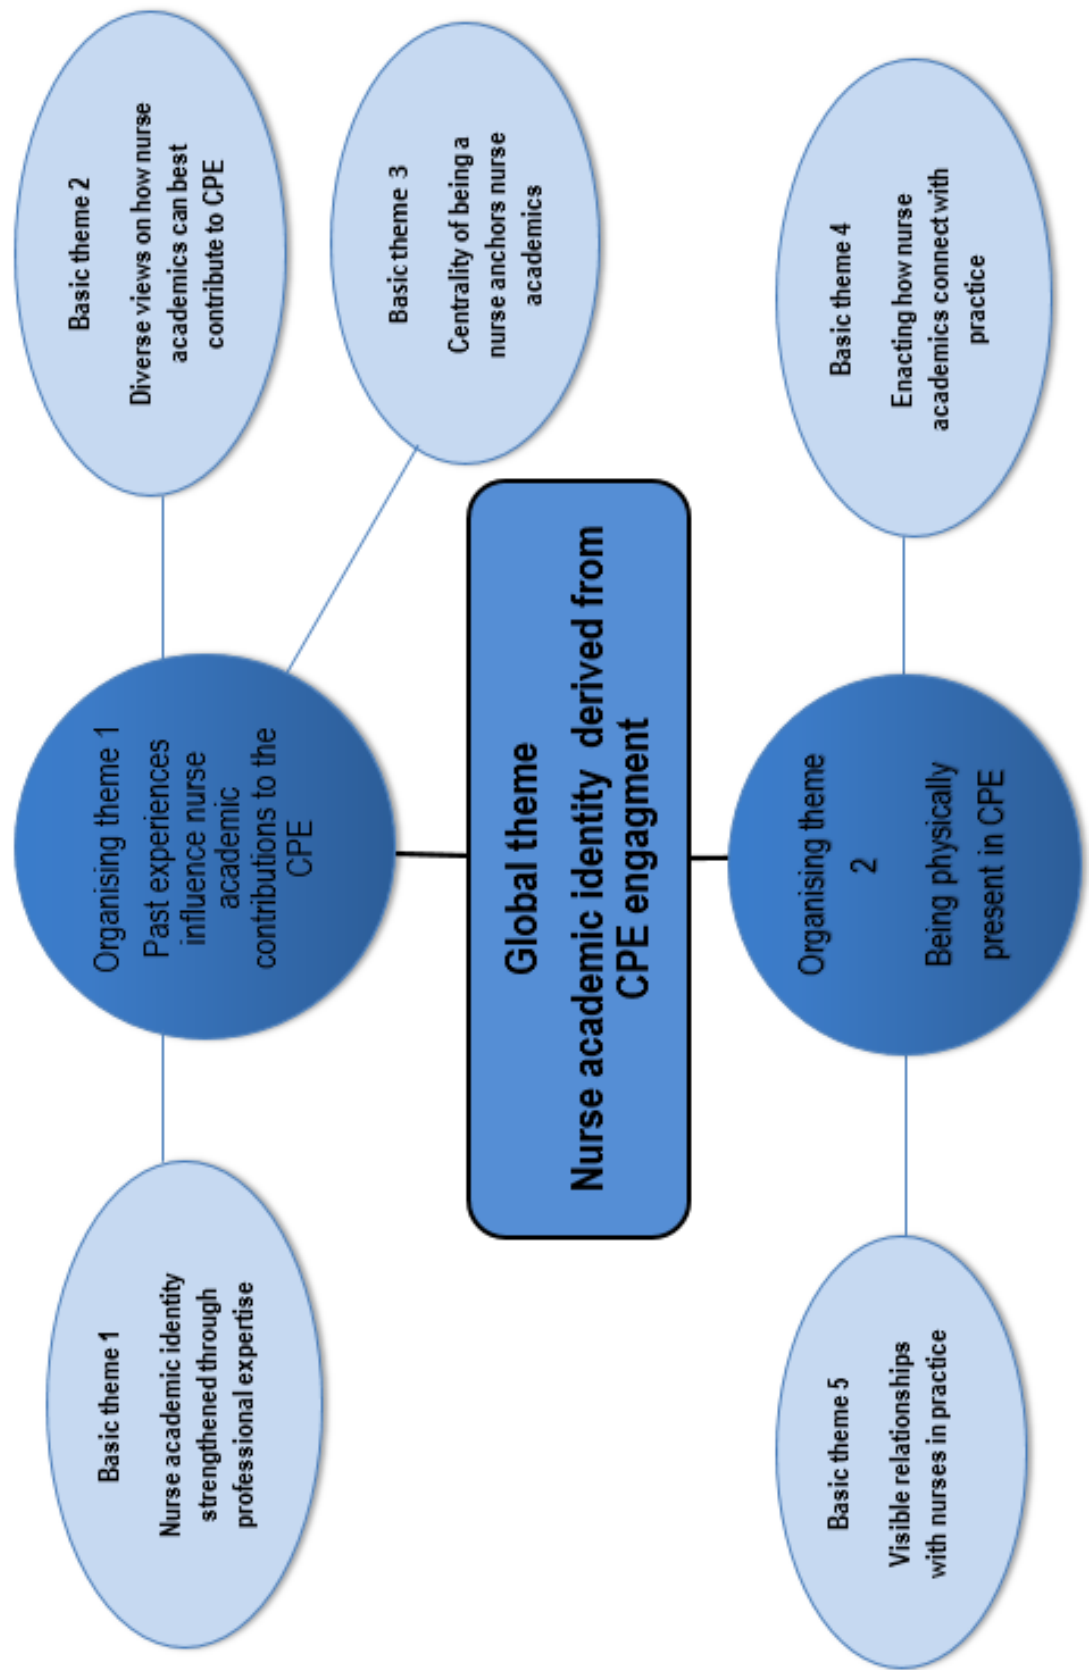 Basic theme 1
Nurse academic identity
strengthened through
professional expertise
Organising theme 1
Past experiences
influence nurse
academic
contributions to the
CPE
Basic theme 2
Diverse views on how nurse
academics can best
contribute to CPE
Basic theme 3
Centrality of being a
nurse anchors nurse
academics
Global theme
Nurse academic identity derived from
CPE engagment
Basic theme 5
Visible relationships
with nurses in practice
Organising theme
2
Being physically
present in CPE
Basic theme 4
Enacting how nurse
academics connect with
practice